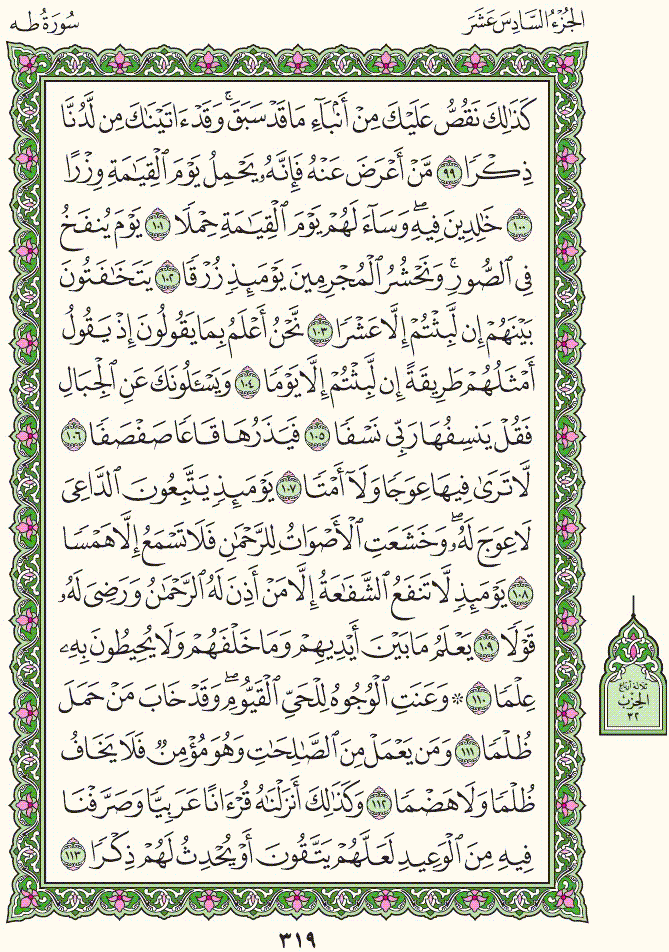 الجُزْءُ السَّادِسَ عَشَرَ
سُورَةُ طه
كَذَٰلِكَ نَقُصُّ عَلَيْكَ مِنْ أَنۢبَآءِ مَا قَدْ سَبَقَ ۚ وَقَدْ ءَاتَيْنَٰكَ مِن لَّدُنَّا
ذِكْرًا ٩٩ مَّنْ أَعْرَضَ عَنْهُ فَإِنَّهُۥ يَحْمِلُ يَوْمَ ٱلْقِيَٰمَةِ وِزْرًا
١٠٠ خَٰلِدِينَ فِيهِ ۖ وَسَآءَ لَهُمْ يَوْمَ ٱلْقِيَٰمَةِ حِمْلًا ١٠١ يَوْمَ يُنفَخُ
فِى ٱلصُّورِ ۚ وَنَحْشُرُ ٱلْمُجْرِمِينَ يَوْمَئِذٍ زُرْقًا ١٠٢ يَتَخَٰفَتُونَ
بَيْنَهُمْ إِن لَّبِثْتُمْ إِلَّا عَشْرًا ١٠٣ نَّحْنُ أَعْلَمُ بِمَا يَقُولُونَ إِذْ يَقُولُ
أَمْثَلُهُمْ طَرِيقَةً إِن لَّبِثْتُمْ إِلَّا يَوْمًا ١٠٤ وَيَسْـَٔلُونَكَ عَنِ ٱلْجِبَالِ
فَقُلْ يَنسِفُهَا رَبِّى نَسْفًا ١٠٥ فَيَذَرُهَا قَاعًا صَفْصَفًا ١٠٦
لَّا تَرَىٰ فِيهَا عِوَجًا وَلَآ أَمْتًا ١٠٧ يَوْمَئِذٍ يَتَّبِعُونَ ٱلدَّاعِىَ
لَا عِوَجَ لَهُۥ ۖ وَخَشَعَتِ ٱلْأَصْوَاتُ لِلرَّحْمَٰنِ فَلَا تَسْمَعُ إِلَّا هَمْسًا
١٠٨ يَوْمَئِذٍ لَّا تَنفَعُ ٱلشَّفَٰعَةُ إِلَّا مَنْ أَذِنَ لَهُ ٱلرَّحْمَٰنُ وَرَضِىَ لَهُۥ
قَوْلًا ١٠٩ يَعْلَمُ مَا بَيْنَ أَيْدِيهِمْ وَمَا خَلْفَهُمْ وَلَا يُحِيطُونَ بِهِۦ
عِلْمًا ١١٠ ۞ وَعَنَتِ ٱلْوُجُوهُ لِلْحَىِّ ٱلْقَيُّومِ ۖ وَقَدْ خَابَ مَنْ حَمَلَ
ظُلْمًا ١١١ وَمَن يَعْمَلْ مِنَ ٱلصَّٰلِحَٰتِ وَهُوَ مُؤْمِنٌ فَلَا يَخَافُ
ظُلْمًا وَلَا هَضْمًا ١١٢ وَكَذَٰلِكَ أَنزَلْنَٰهُ قُرْءَانًا عَرَبِيًّا وَصَرَّفْنَا
فِيهِ مِنَ ٱلْوَعِيدِ لَعَلَّهُمْ يَتَّقُونَ أَوْ يُحْدِثُ لَهُمْ ذِكْرًا ١١٣
ثلاثة أرباع
الحزب
٣٢
٣١٩